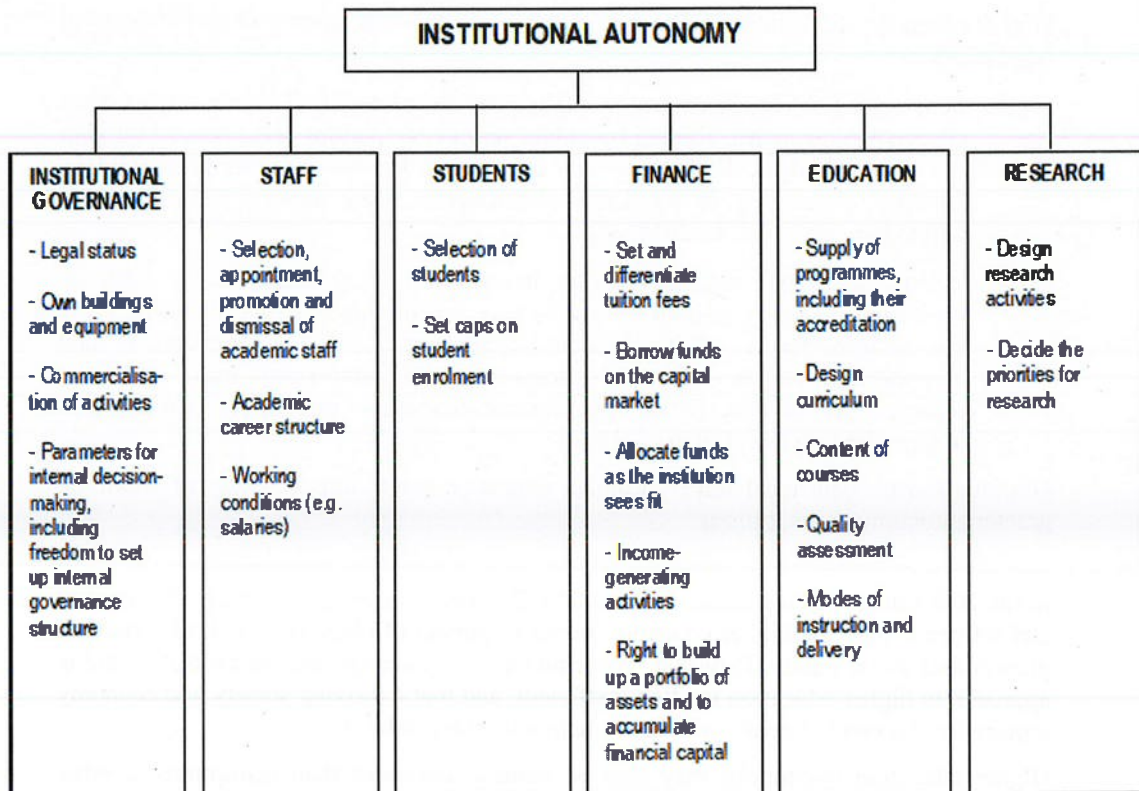 INSTITUTIONAL AUTONOMY
INSTITUTIONAL
GOVERNANCE
- Legal status
- Own buildings
and equipment
- Commercialisa-
tion of activities
- Parameters for
internal decision-
making,
including
freedom to set
up internal
governance
structure
STAFF
- Selection,
appointment,
promotion and
dismissal of
academic staff
- Academic
career structure
- Working
conditions (e.g.
salaries)
STUDENTS
- Selection of
students
- Set caps on
student
enrolment
FINANCE
- Set and
differentiate
tuition fees
- Borrow funds
on the capital
market
- Allocate funds
as the institution
sees fit
- Income-
generating
activities
- Right to build
up a portfolio of
assets and to
accumulate
financial capital
EDUCATION
- Supply of
programmes,
including their
accreditation
- Design
curriculum
- Content of
courses
- Quality
assessment
- Modes of
instruction and
delivery
RESEARCH
- Design
research
activities
- Decide the
priorities for
research